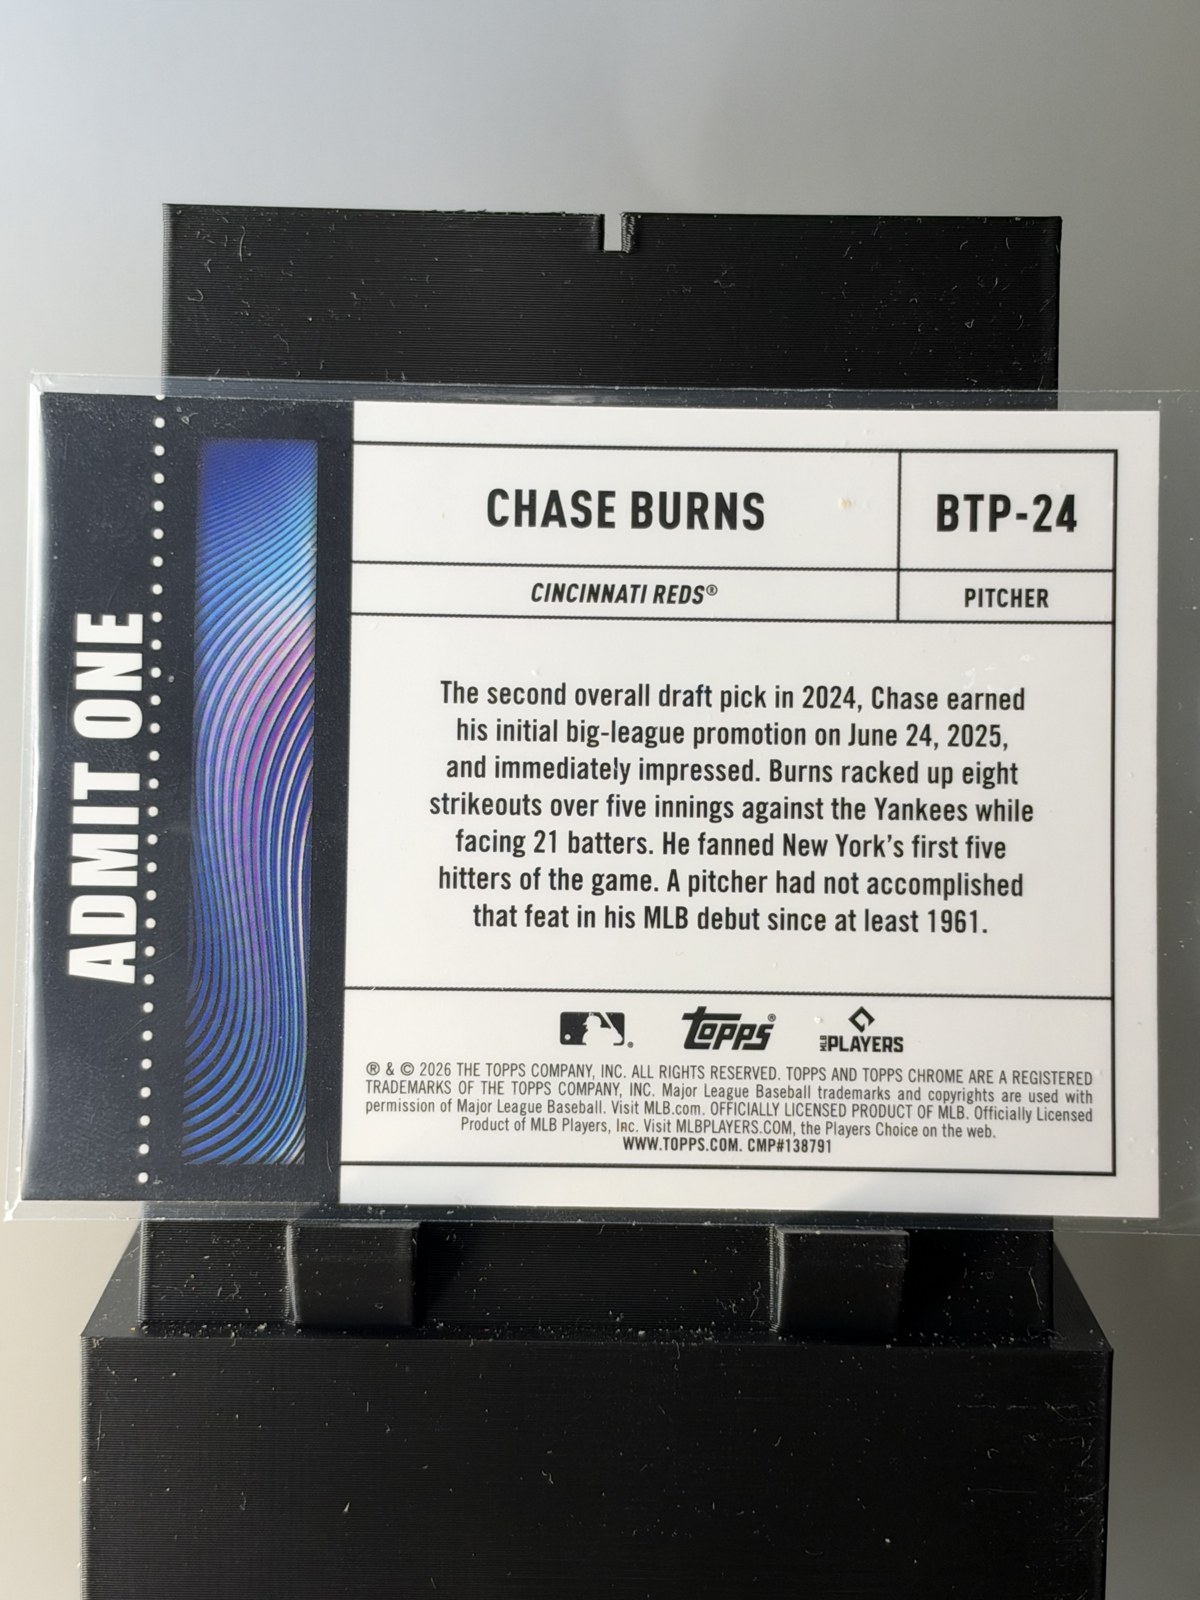 ADMIT ONE
CHASE BURNS
BTP-24
CINCINNATI REDS®
PITCHER
The second overall draft pick in 2024, Chase earned
his initial big-league promotion on June 24, 2025,
and immediately impressed. Burns racked up eight
strikeouts over five innings against the Yankees while
facing 21 batters. He fanned New York's first five
hitters of the game. A pitcher had not accomplished
that feat in his MLB debut since at least 1961.
® topps® MLB PLAYERS
® & © 2026 THE TOPPS COMPANY, INC. ALL RIGHTS RESERVED. TOPPS AND TOPPS CHROME ARE A REGISTERED
TRADEMARKS OF THE TOPPS COMPANY, INC. Major League Baseball trademarks and copyrights are used with
permission of Major League Baseball. Visit MLB.com. OFFICIALLY LICENSED PRODUCT OF MLB. Officially Licensed
Product of MLB Players, Inc. Visit MLBPLAYERS.COM, the Players Choice on the web.
WWW.TOPPS.COM. CMP#138791